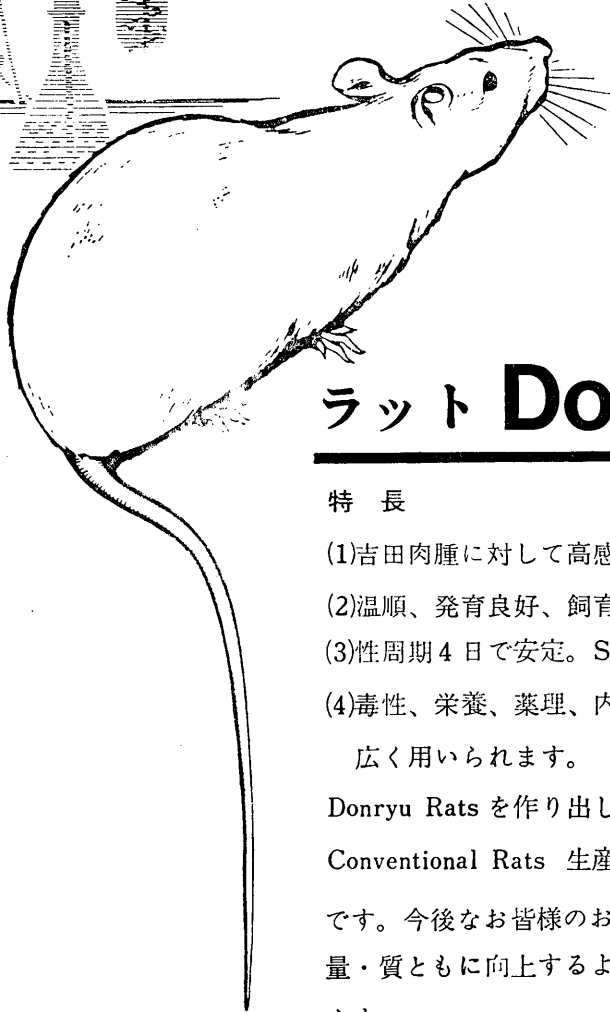 ラット Do
特 長
(1)吉田肉腫に対して高感
(2)温順、発育良好、飼育
(3)性周期4日で安定。S
(4)毒性、栄養、薬理、内
広く用いられます。
Donryu Rats を作り出し
Conventional Rats 生産
です。今後なお皆様のお
量・質ともに向上するよ